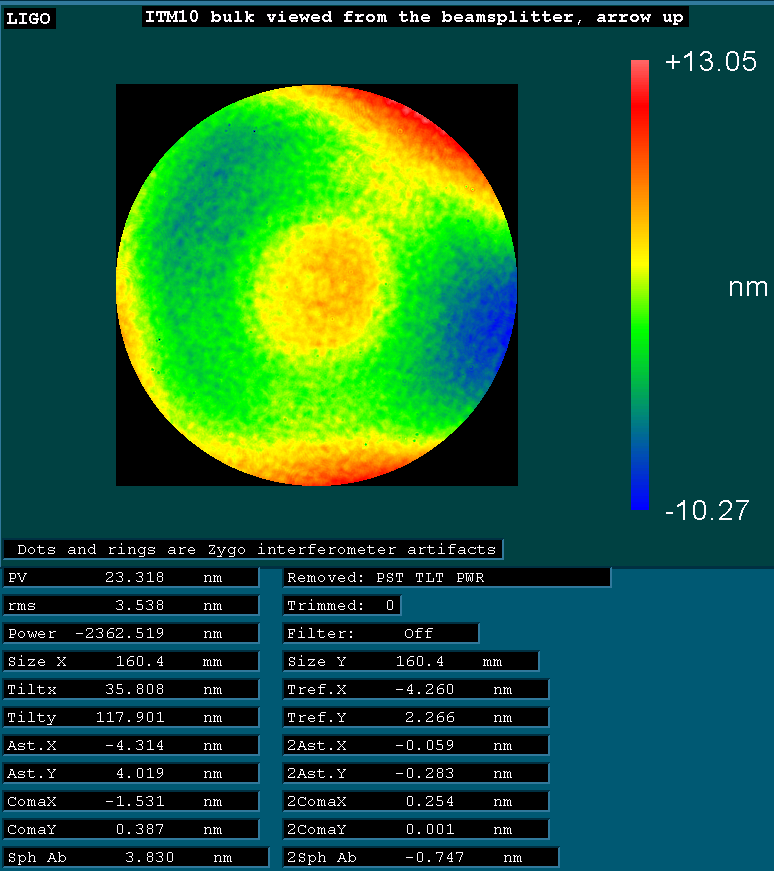 LIGO
ITM10 bulk viewed from the beamsplitter, arrow up
+13.05
nm
-10.27
Dots and rings are Zygo interferometer artifacts
PV 23.318 nm Removed: PST TLT PWR
rms 3.538 nm Trimmed: 0
Power -2362.519 nm Filter: Off
Size X 160.4 mm Size Y 160.4 mm
Tiltx 35.808 nm Tref.X -4.260 nm
Tilty 117.901 nm Tref.Y 2.266 nm
Ast.X -4.314 nm 2Ast.X -0.059 nm
Ast.Y 4.019 nm 2Ast.Y -0.283 nm
ComaX -1.531 nm 2ComaX 0.254 nm
ComaY 0.387 nm 2ComaY 0.001 nm
Sph Ab 3.830 nm 2Sph Ab -0.747 nm